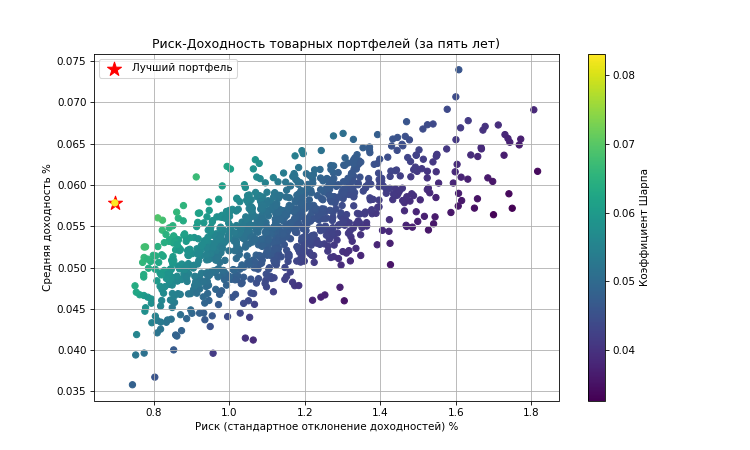 Риск-Доходность товарных портфелей (за пять лет)
Лучший портфель
Средняя доходность %
0.075
0.070
0.065
0.060
0.055
0.050
0.045
0.040
0.035
0.8 1.0 1.2 1.4 1.6 1.8
Риск (стандартное отклонение доходностей) %
0.08
0.07
0.06
0.05
0.04
Коэффициент Шарпа